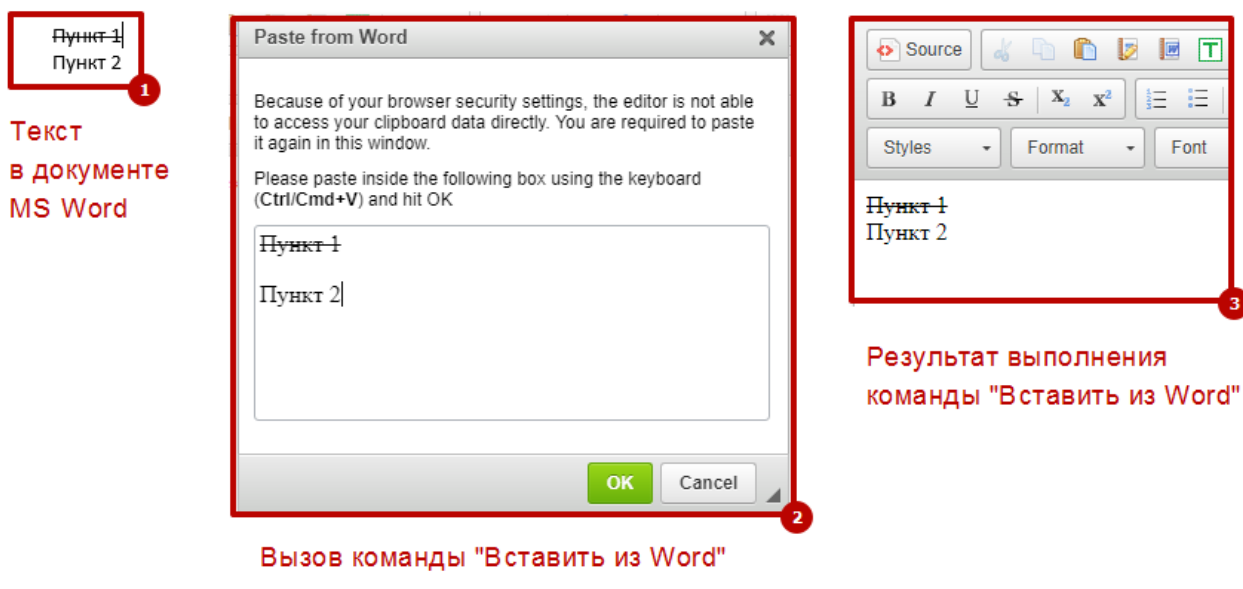 Пункт 1
Пункт 2
1
Текст
в документе
MS Word
Paste from Word
Because of your browser security settings, the editor is not able
to access your clipboard data directly. You are required to paste
it again in this window.
Please paste inside the following box using the keyboard
(Ctrl/Cmd+V) and hit OK
Пункт 1
Пункт 2
OK Cancel
2
Вызов команды "Вставить из Word"
Source
B I U S X₂ X²
Styles Format Font
Пункт 1
Пункт 2
3
Результат выполнения
команды "Вставить из Word"